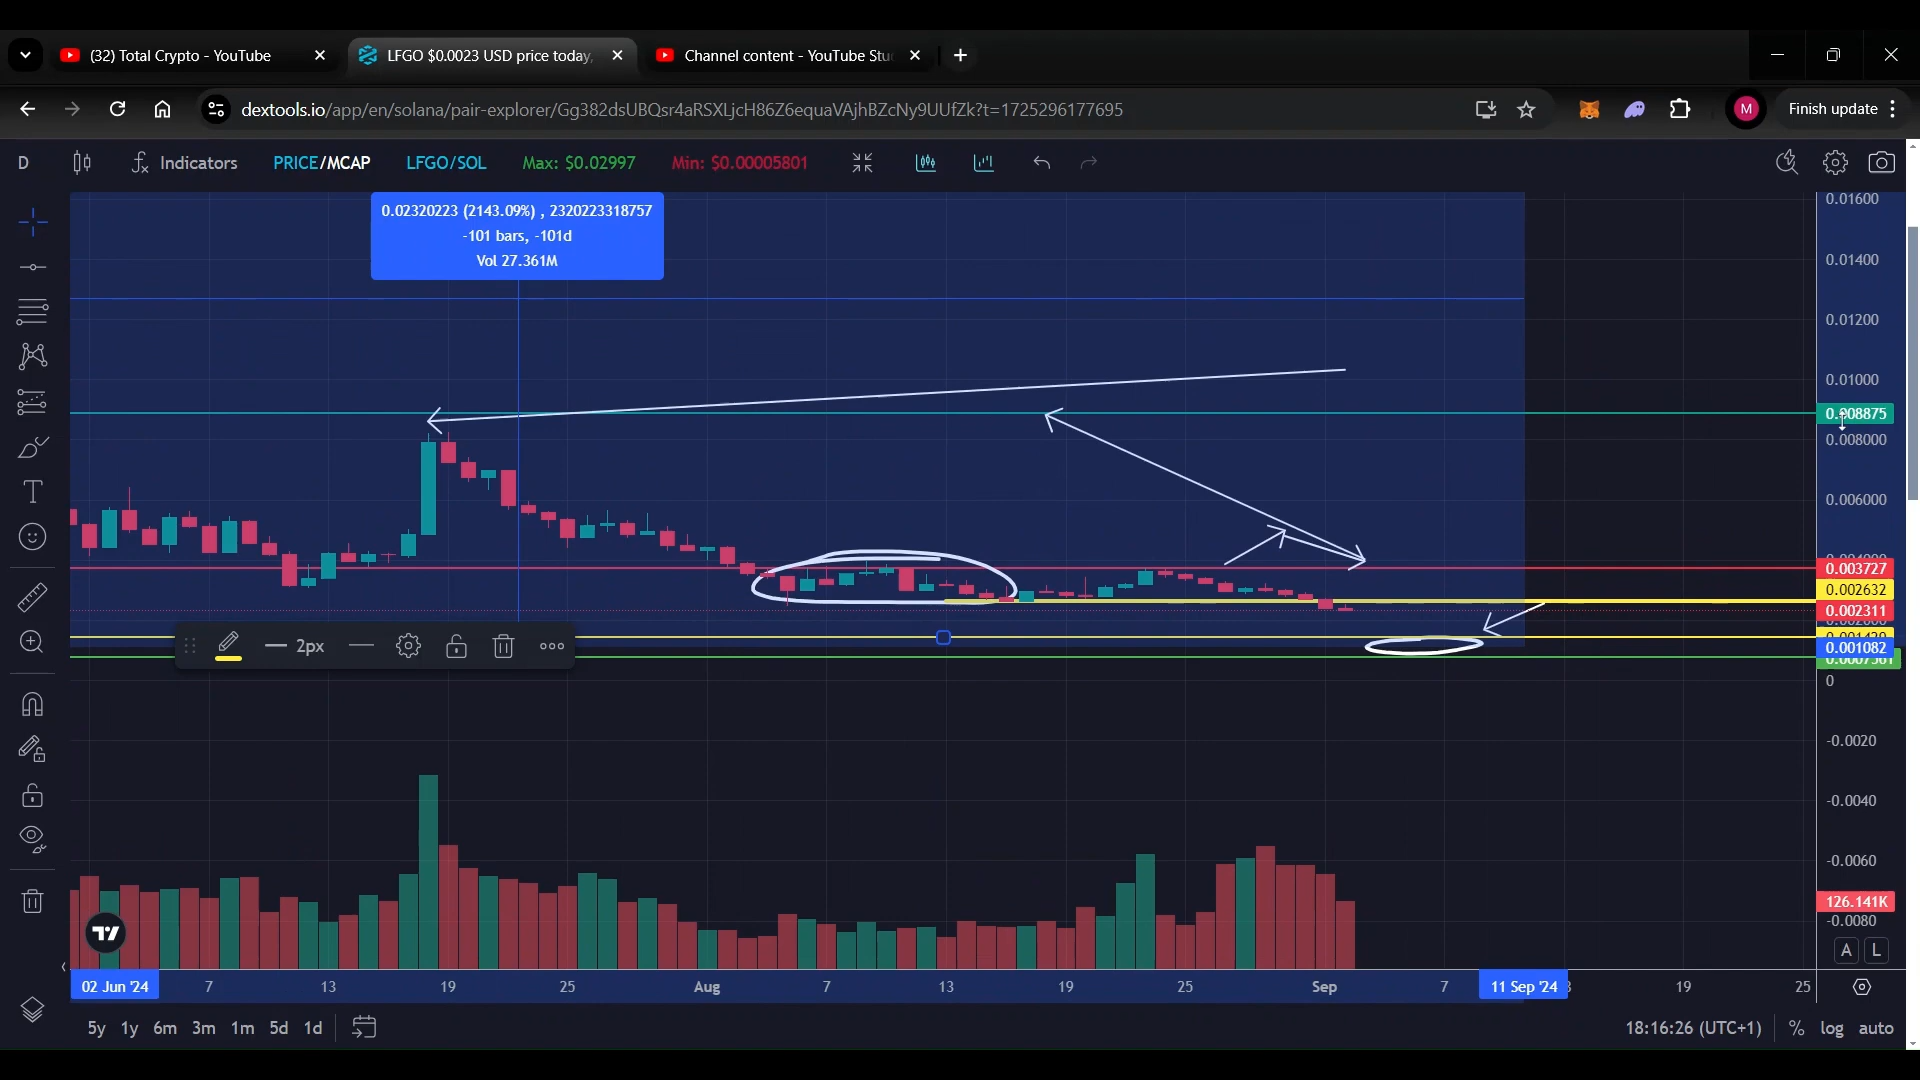 (32) Total Crypto - YouTube
LFGO $0.0023 USD price today,
Channel content - YouTube Stu
dextools.io/app/en/solana/pair-explorer/Gg382dsUBQsr4aRSXLjcH86Z6equaVAjhBZcNy9UUfZk?t=1725296177695
M
Finish update
D
Indicators
PRICE/MCAP
LFGO/SOL
Max: $0.02997
Min: $0.00005801
0.02320223 (2143.09%) , 2320223318757
-101 bars, -101d
Vol 27.361M
0.01600
0.01400
0.01200
0.01000
0.008875
0.008000
0.006000
0.003727
0.002632
0.002311
0.001082
0
-0.0020
-0.0040
-0.0060
126.141K
-0.0080
2px
A
L
02 Jun '24
7
13
19
25
Aug
7
13
19
25
Sep
7
11 Sep '24
19
25
5y
1y
6m
3m
1m
5d
1d
18:16:26 (UTC+1)
%
log
auto